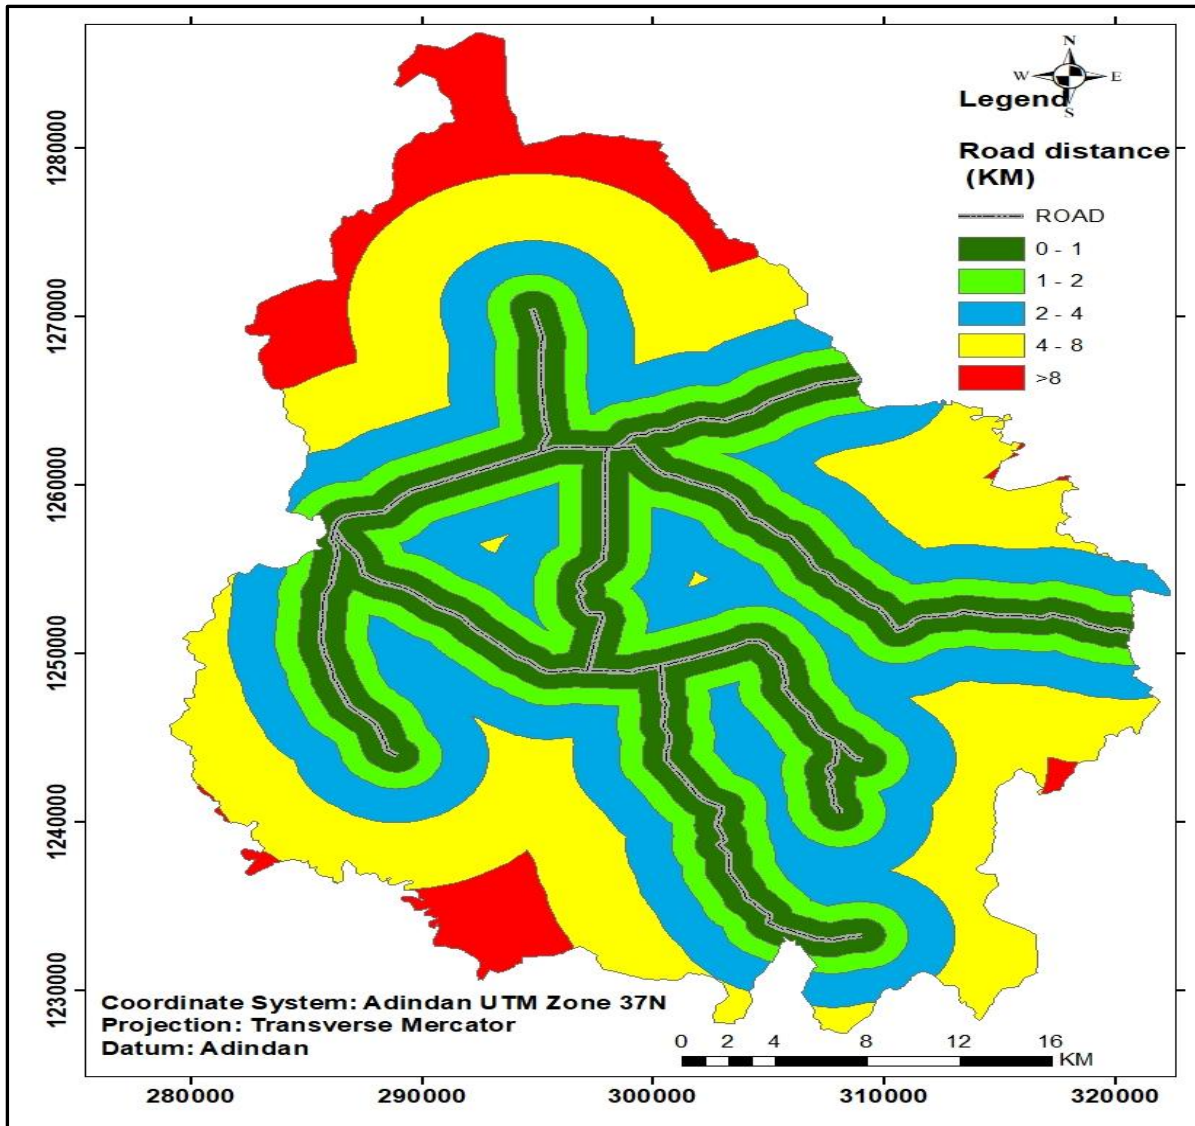 N
W E
S
Legend
Road distance
(KM)
ROAD
0 - 1
1 - 2
2 - 4
4 - 8
>8
1280000
1270000
1260000
1250000
1240000
1230000
Coordinate System: Adindan UTM Zone 37N
Projection: Transverse Mercator
Datum: Adindan
0 2 4 8 12 16
KM
280000 290000 300000 310000 320000